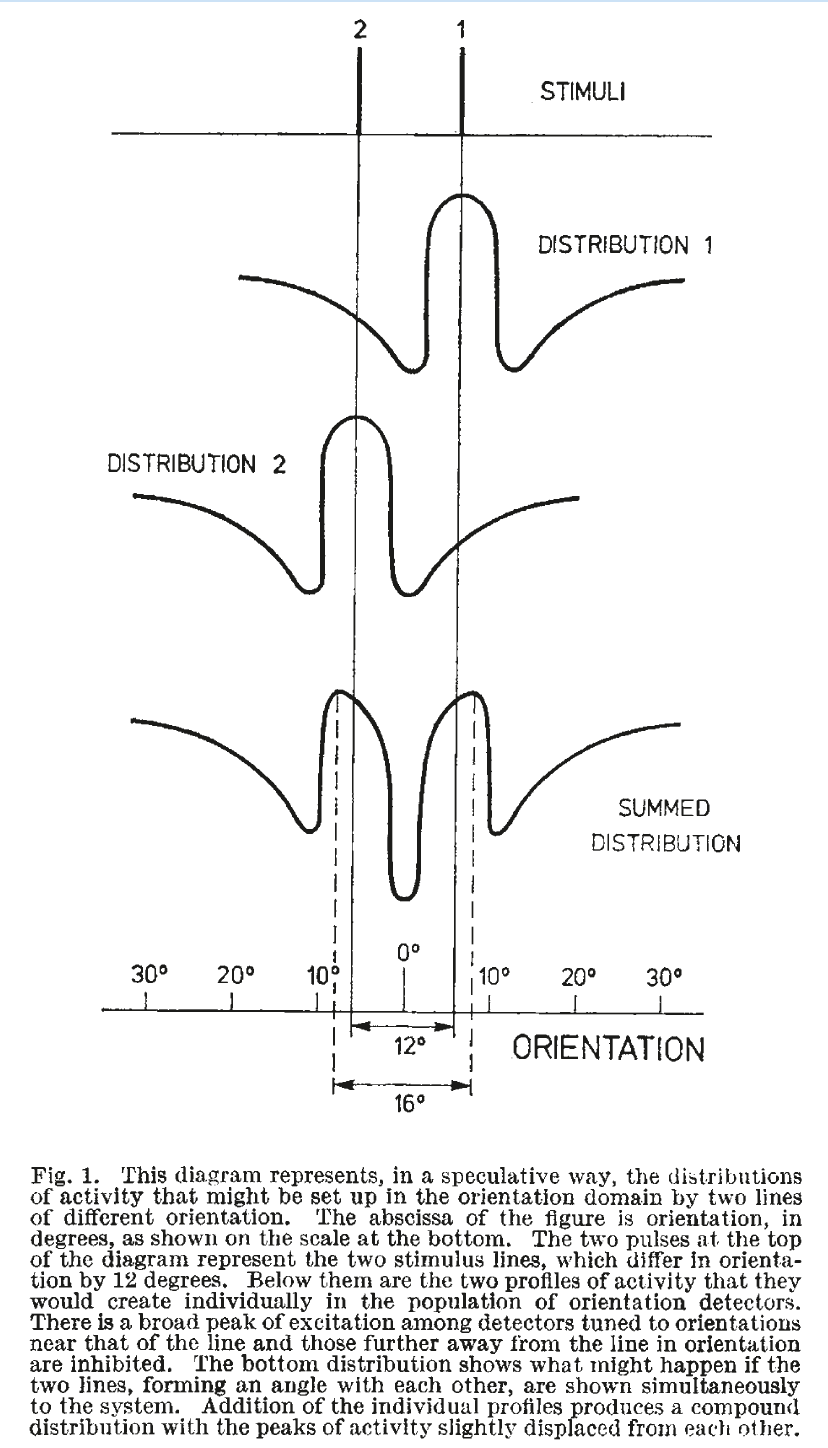 2 1
STIMULI
DISTRIBUTION 1
DISTRIBUTION 2
SUMMED
DISTRIBUTION
0°
30° 20° 10° 10° 20° 30°
12°
ORIENTATION
16°
Fig. 1. This diagram represents, in a speculative way, the distributions
of activity that might be set up in the orientation domain by two lines
of different orientation. The abscissa of the figure is orientation, in
degrees, as shown on the scale at the bottom. The two pulses at the top
of the diagram represent the two stimulus lines, which differ in orienta-
tion by 12 degrees. Below them are the two profiles of activity that they
would create individually in the population of orientation detectors.
There is a broad peak of excitation among detectors tuned to orientations
near that of the line and those further away from the line in orientation
are inhibited. The bottom distribution shows what might happen if the
two lines, forming an angle with each other, are shown simultaneously
to the system. Addition of the individual profiles produces a compound
distribution with the peaks of activity slightly displaced from each other.